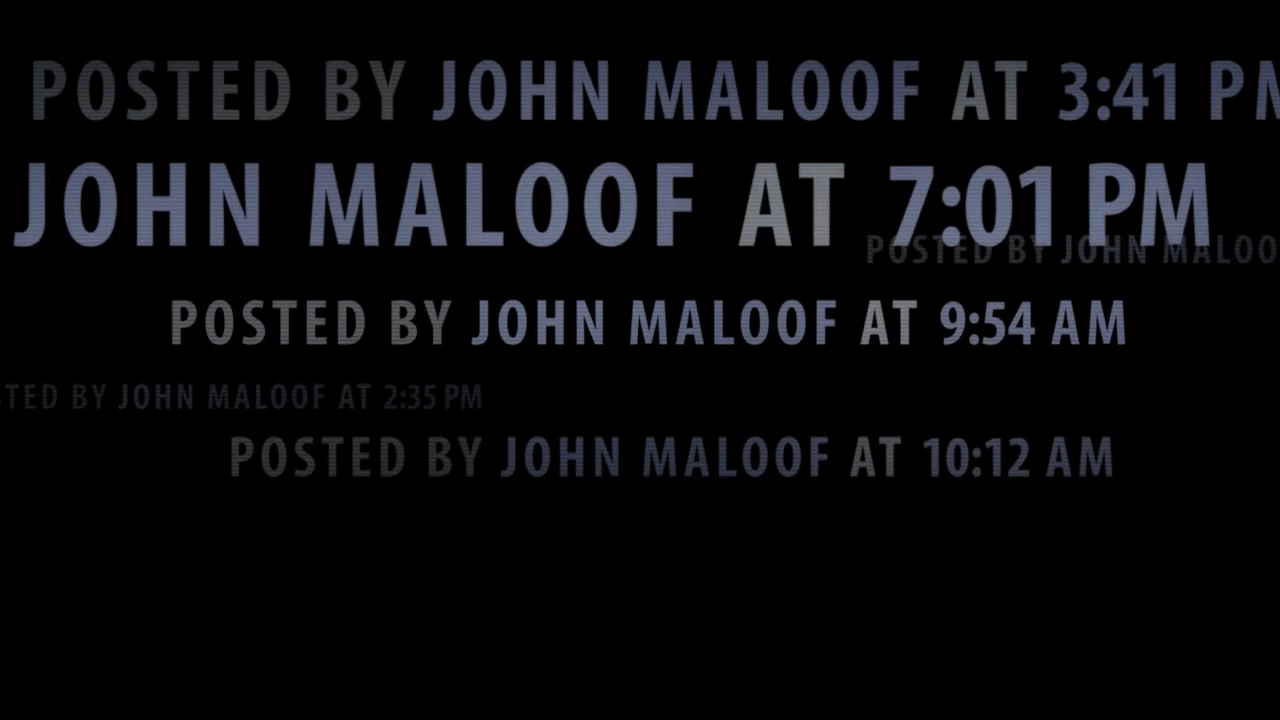 POSTED BY JOHN MALOOF AT 3:41 PM
JOHN MALOOF AT 7:01 PM
POSTED BY JOHN MALOO
POSTED BY JOHN MALOOF AT 9:54 AM
STED BY JOHN MALOOF AT 2:35 PM
POSTED BY JOHN MALOOF AT 10:12 AM